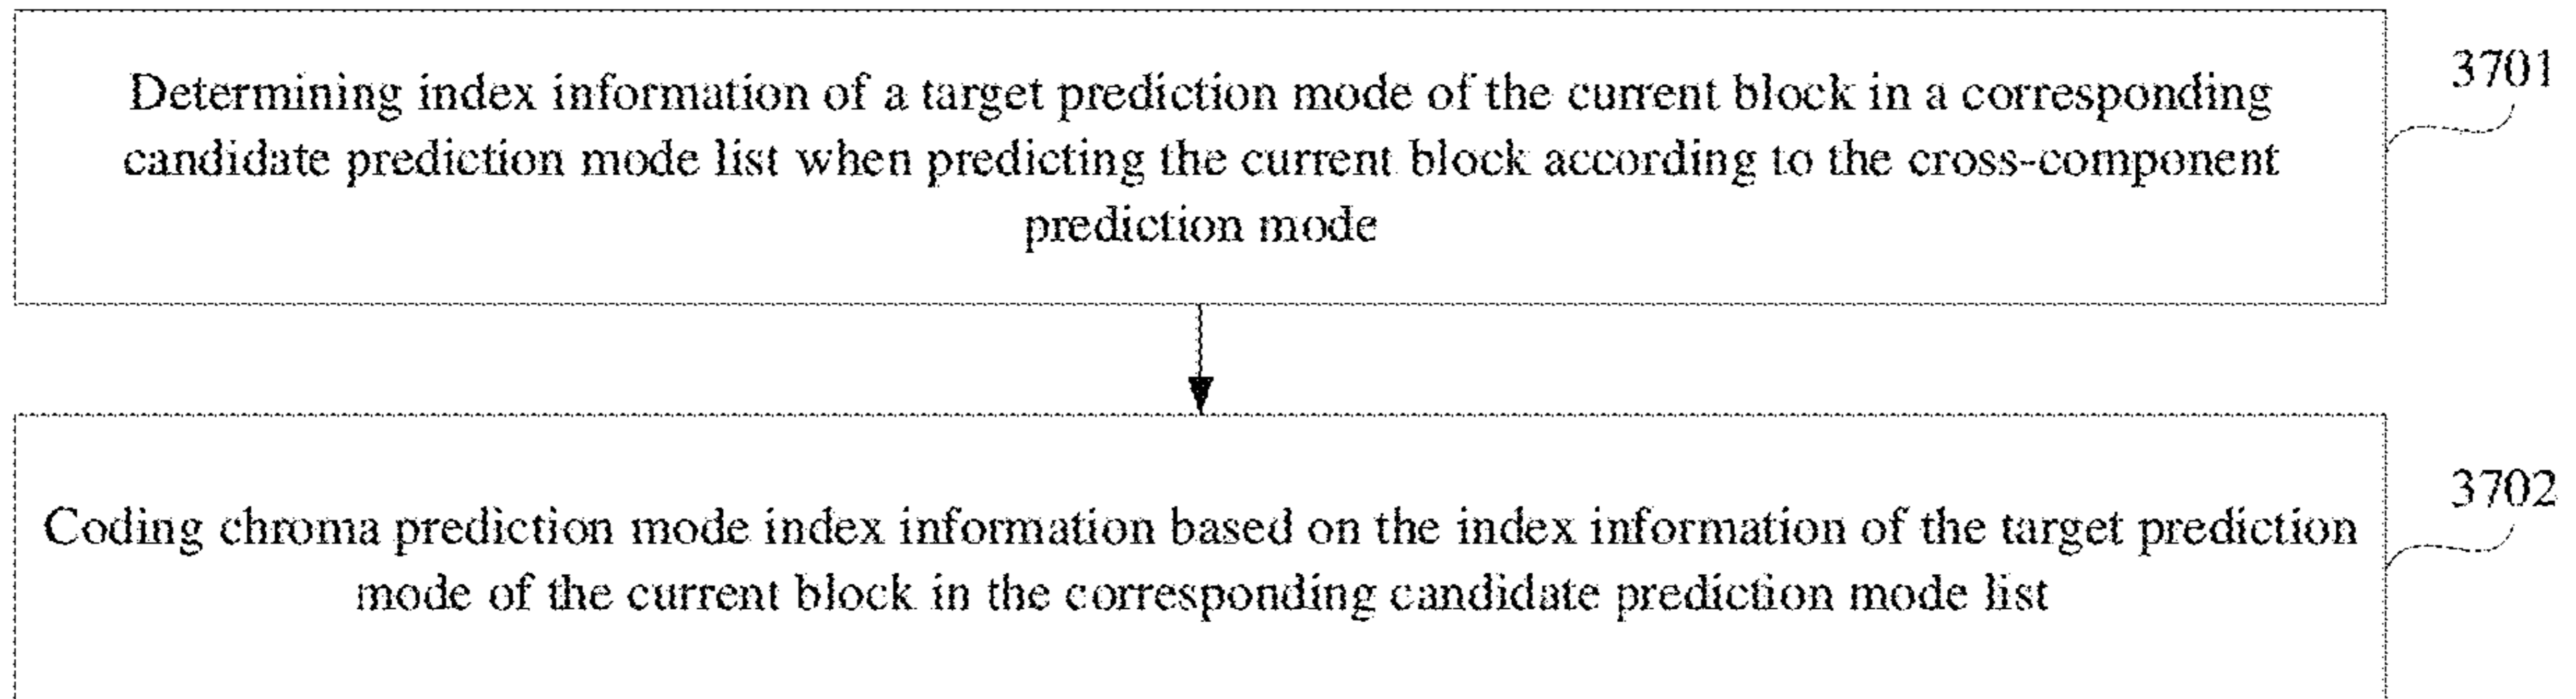 Determining index information of a target prediction mode of the current block in a corresponding
candidate prediction mode list when predicting the current block according to the cross-component
prediction mode
3701
Coding chroma prediction mode index information based on the index information of the target prediction
mode of the current block in the corresponding candidate prediction mode list
3702